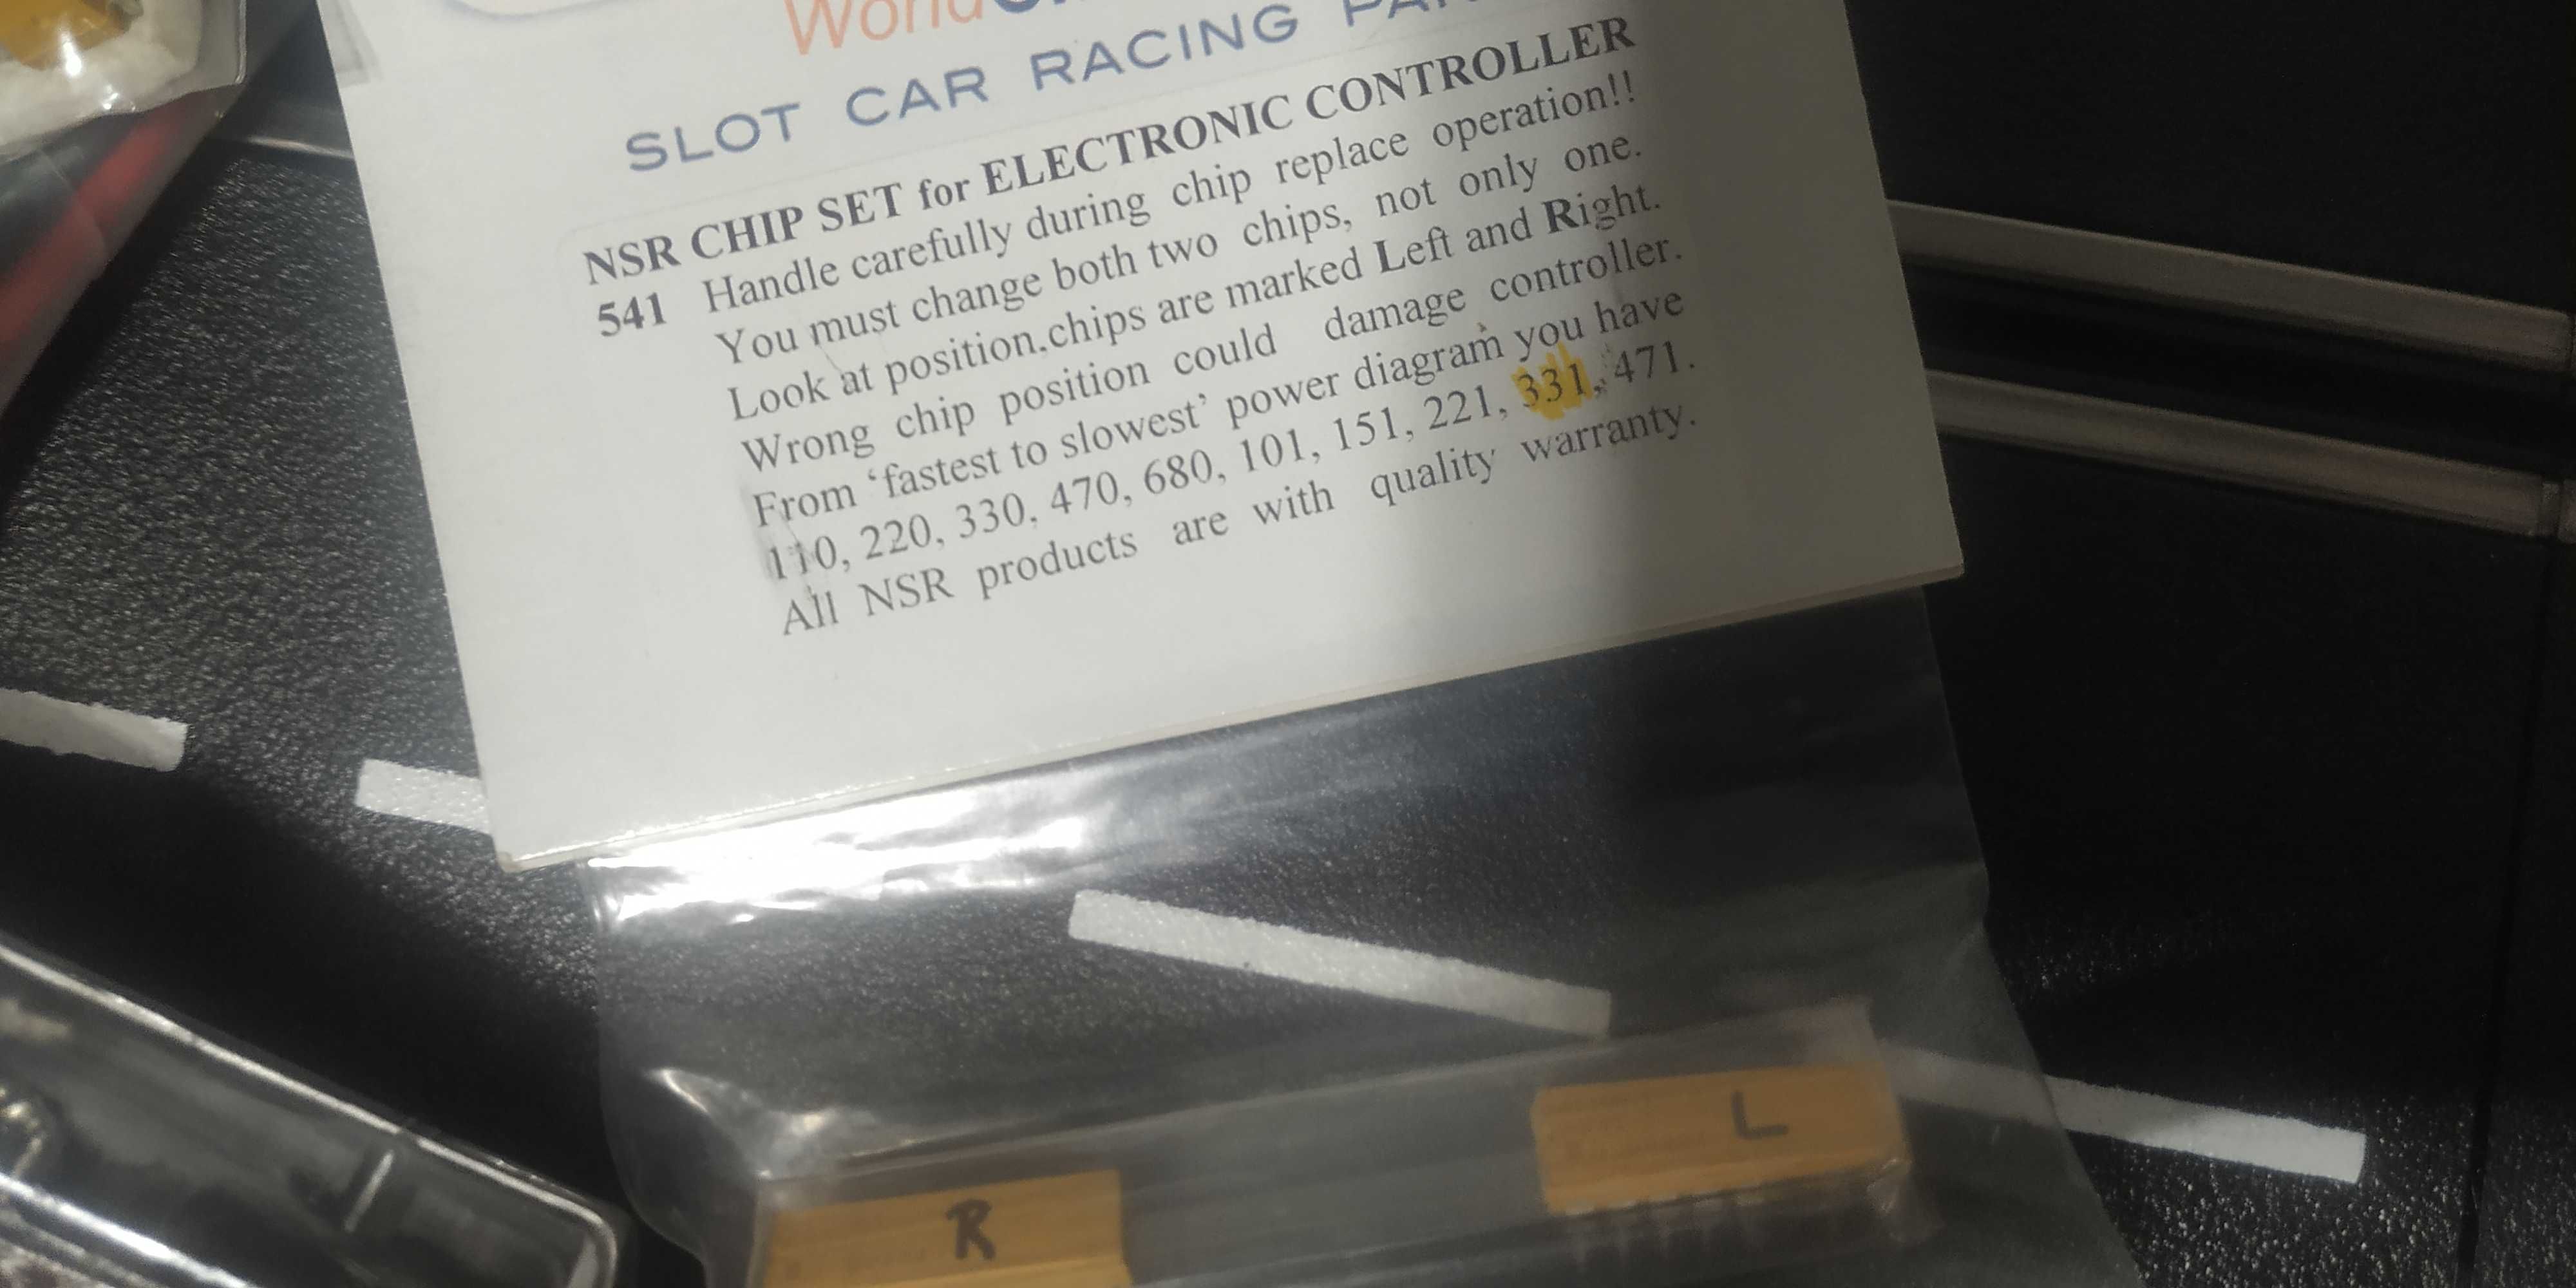 SLOT CAR RACING
NSR CHIP SET for ELECTRONIC CONTROLLER
541 Handle carefully during chip replace operation!!
You must change both two chips, not only one.
Look at position.chips are marked Left and Right.
Wrong chip position could damage controller.
From ‘fastest to slowest’ power diagram you have
110, 220, 330, 470, 680, 101, 151, 221, 331, 471.
All NSR products are with quality warranty.
L
R